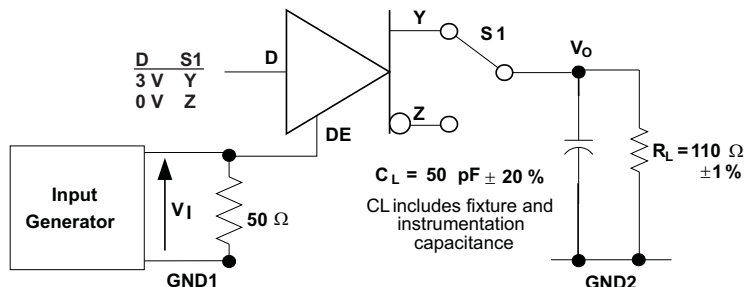 Y
S1
D S1
3 V Y
0 V Z
D
Z
DE
V_O
Input
Generator
V_I
50 Ω
GND1
C_L = 50 pF ± 20 %
CL includes fixture and
instrumentation
capacitance
R_L = 110 Ω
±1 %
GND2